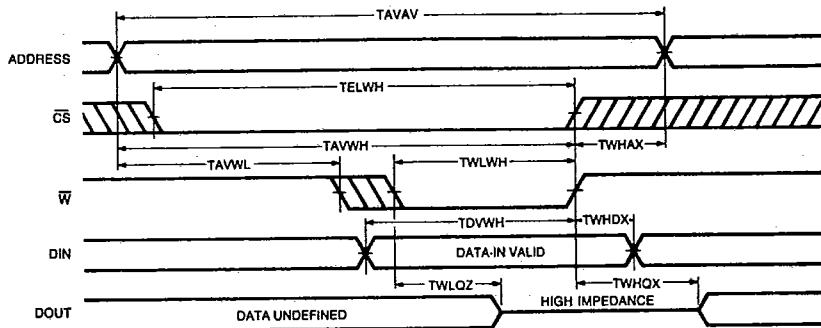 TAVAV
ADDRESS
TELWH
CS
TAVWH
TWHAX
TAVWL
TWLWH
W
TDVWH
TWHDX
DIN
DATA-IN VALID
TWLQZ
TWHQX
HIGH IMPEDANCE
DOUT
DATA UNDEFINED